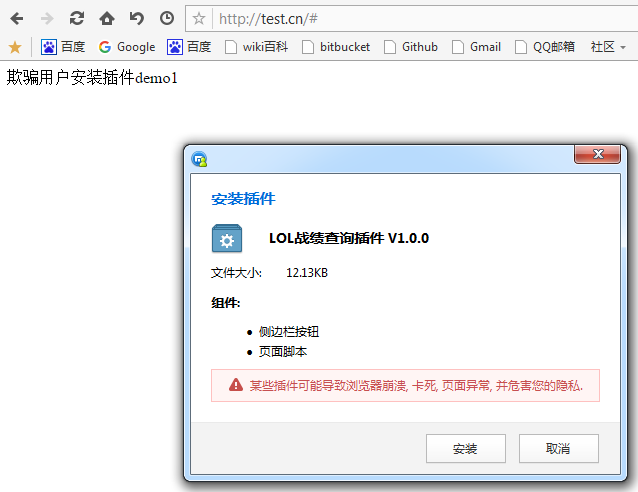 http://test.cn/#
百度 Google 百度 wiki百科 bitbucket Github Gmail QQ邮箱 社区
欺骗用户安装插件demo1
安装插件
LOL战绩查询插件 V1.0.0
文件大小: 12.13KB
组件:
侧边栏按钮
页面脚本
某些插件可能导致浏览器崩溃, 卡死, 页面异常, 并危害您的隐私.
安装 取消